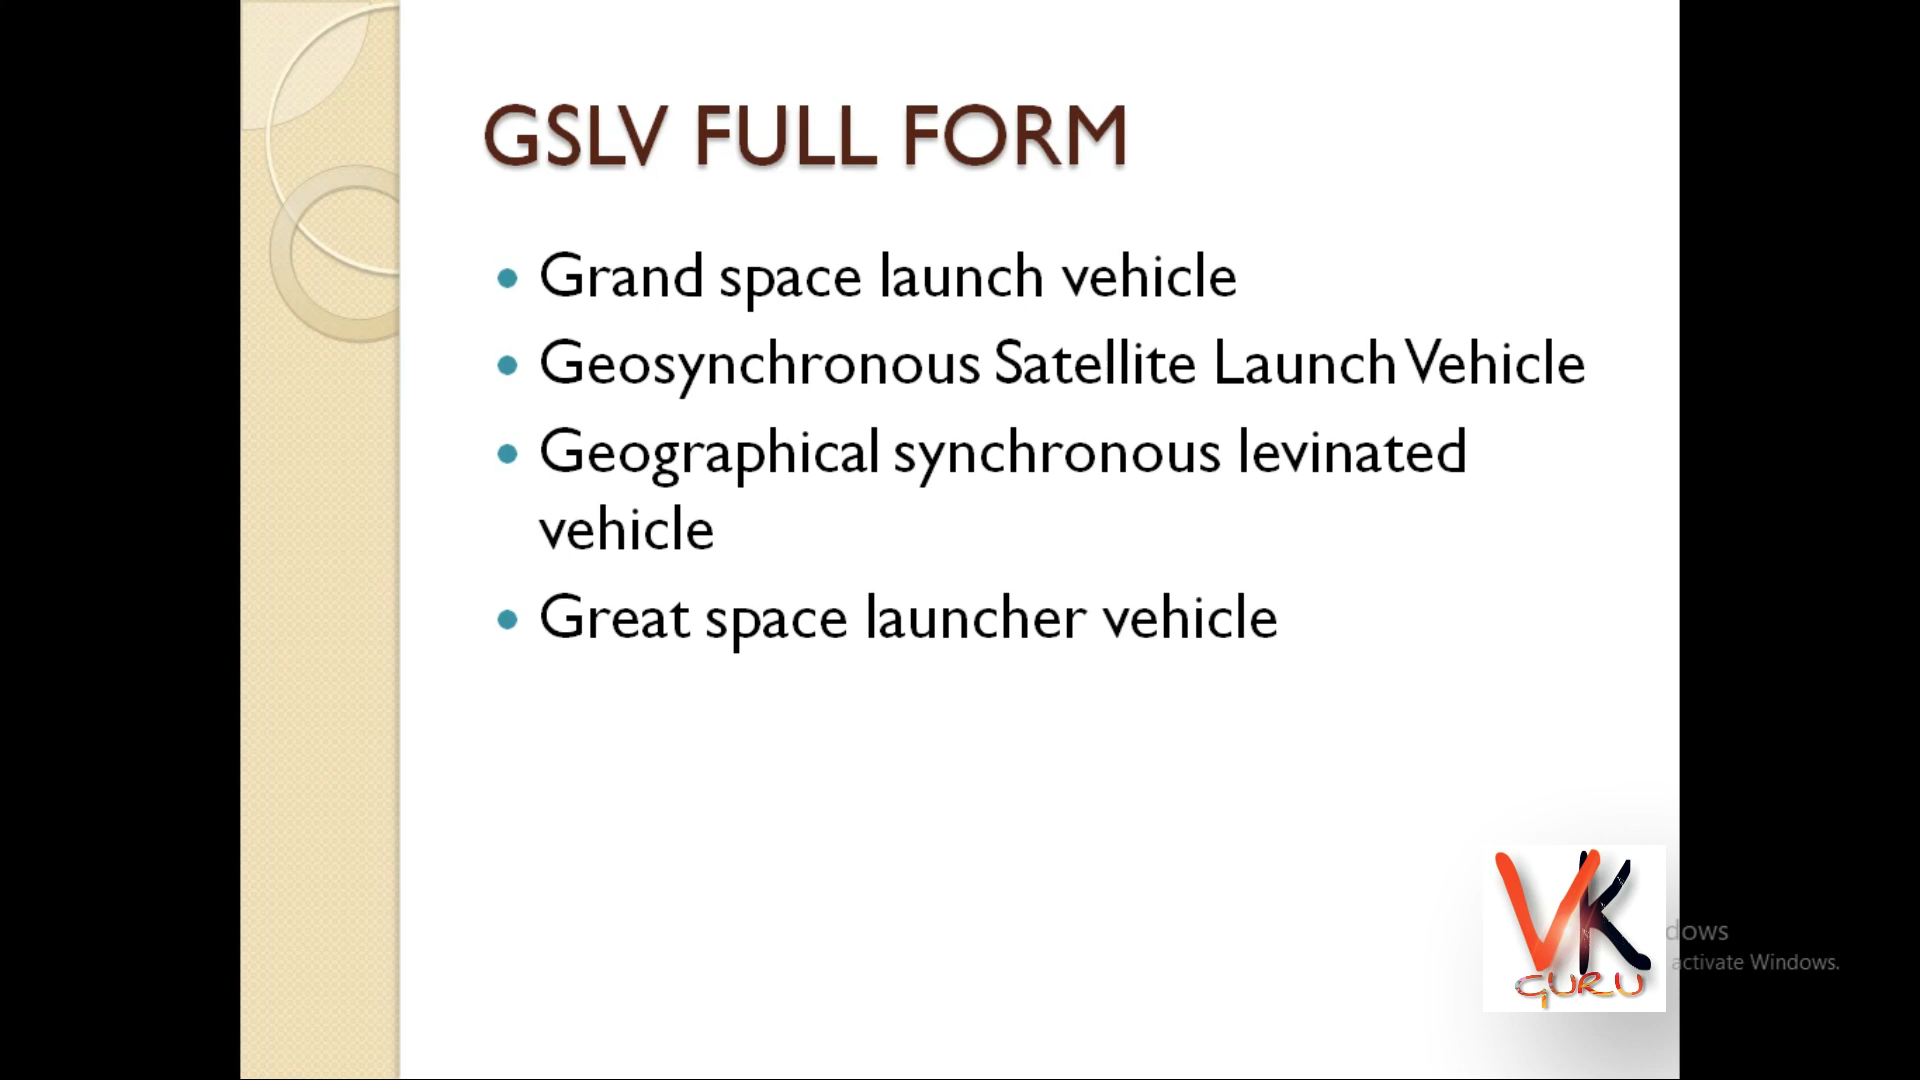 GSLV FULL FORM
Grand space launch vehicle
Geosynchronous Satellite Launch Vehicle
Geographical synchronous levinated
vehicle
Great space launcher vehicle
VK
GURU
dows
activate Windows.